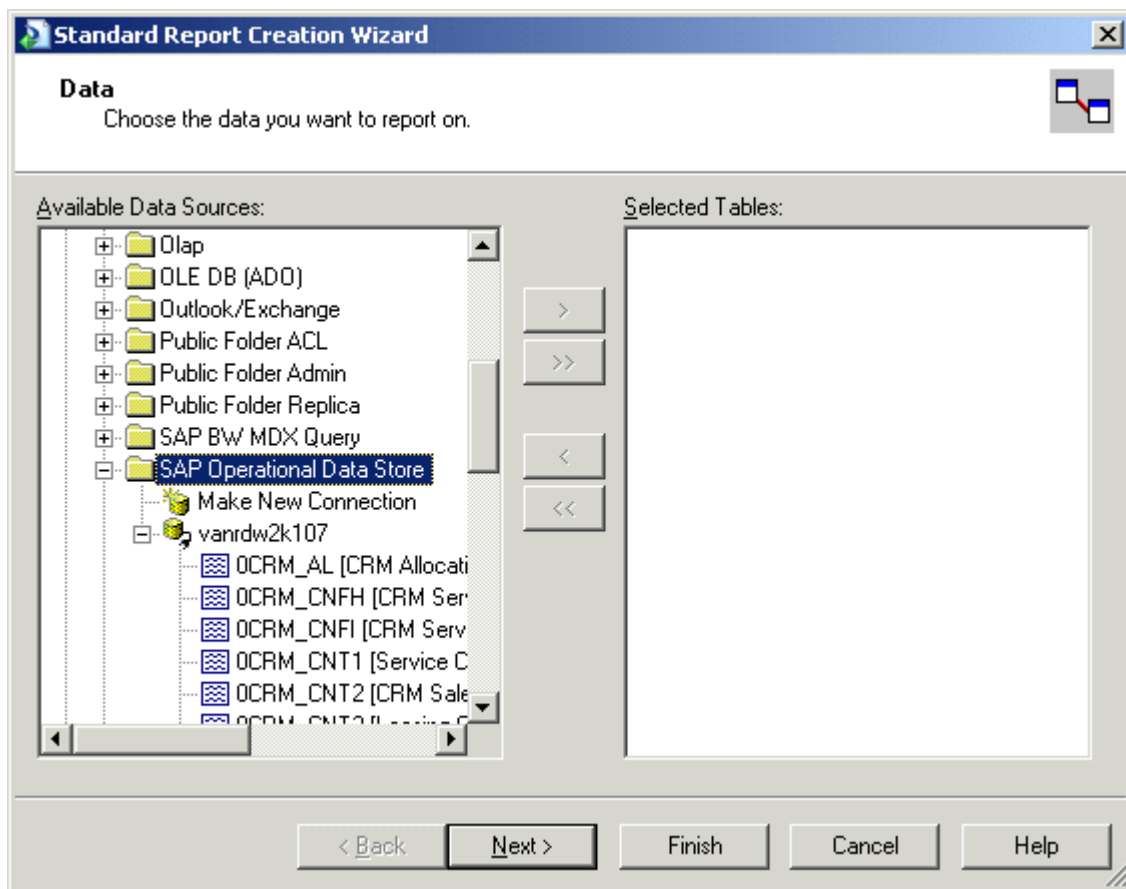 Standard Report Creation Wizard
Data
Choose the data you want to report on.
Available Data Sources:
Selected Tables:
Olap
OLE DB (ADO)
Outlook/Exchange
Public Folder ACL
Public Folder Admin
Public Folder Replica
SAP BW MDX Query
SAP Operational Data Store
Make New Connection
vanrdw2k107
0CRM_AL [CRM Allocati
0CRM_CNFH [CRM Ser
0CRM_CNFI [CRM Serv
0CRM_CNT1 [Service C
0CRM_CNT2 [CRM Sale
>
>>
<
<<
< Back
Next >
Finish
Cancel
Help